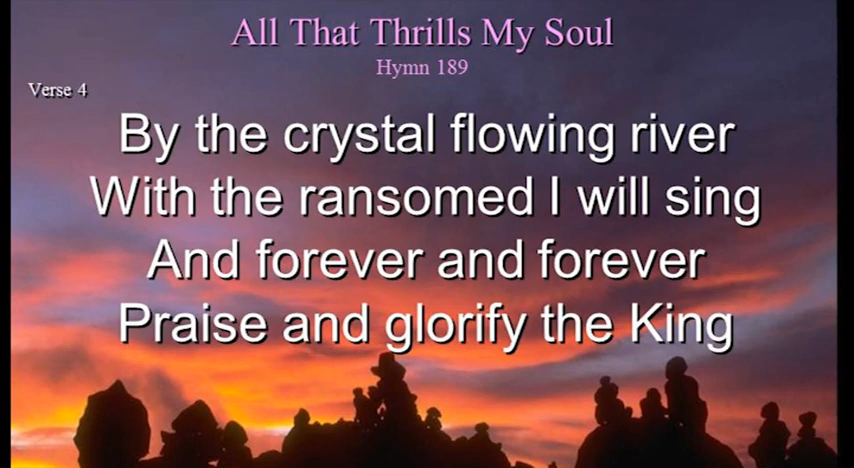 All That Thrills My Soul
Hymn 189
Verse 4
By the crystal flowing river
With the ransomed I will sing
And forever and forever
Praise and glorify the King